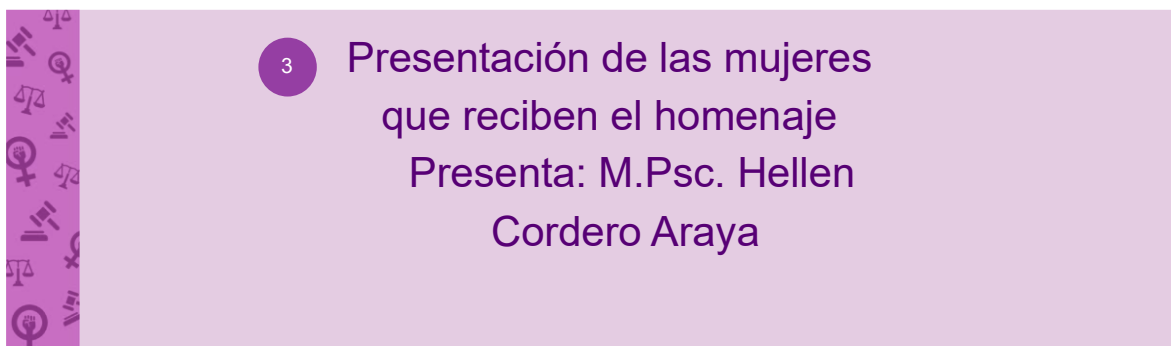 3
Presentación de las mujeres
que reciben el homenaje
Presenta: M.Psc. Hellen
Cordero Araya